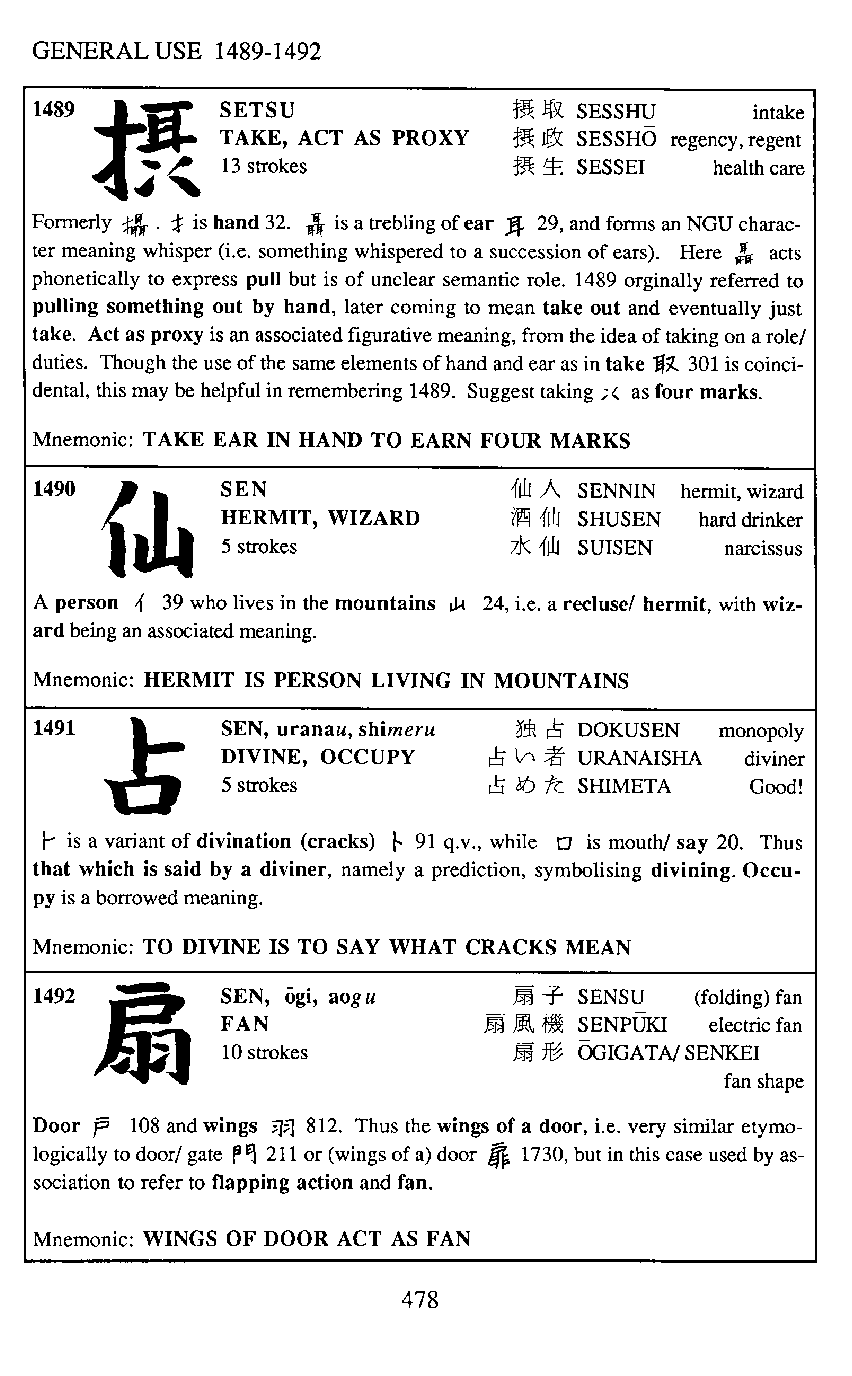 GENERAL USE 1489-1492
1489 摂 SETSU 摂取 SESSHU intake
TAKE, ACT AS PROXY 摂政 SESSHŌ regency, regent
13 strokes 摂生 SESSEI health care
Formerly 攝. 扌 is hand 32. 聶 is a trebling of ear 耳 29, and forms an NGU charac-
ter meaning whisper (i.e. something whispered to a succession of ears). Here 聶 acts
phonetically to express pull but is of unclear semantic role. 1489 orginally referred to
pulling something out by hand, later coming to mean take out and eventually just
take. Act as proxy is an associated figurative meaning, from the idea of taking on a role/
duties. Though the use of the same elements of hand and ear as in take 取 301 is coinci-
dental, this may be helpful in remembering 1489. Suggest taking as four marks.
Mnemonic: TAKE EAR IN HAND TO EARN FOUR MARKS
1490 仙 SEN 仙人 SENNIN hermit, wizard
HERMIT, WIZARD 酒仙 SHUSEN hard drinker
5 strokes 水仙 SUISEN narcissus
A person 亻 39 who lives in the mountains 山 24, i.e. a recluse/ hermit, with wiz-
ard being an associated meaning.
Mnemonic: HERMIT IS PERSON LIVING IN MOUNTAINS
1491 占 SEN, uranau, shimeru 独占 DOKUSEN monopoly
DIVINE, OCCUPY 占い者 URANAISHA diviner
5 strokes 占めた SHIMETA Good!
⺊ is a variant of divination (cracks) 卜 91 q.v., while 口 is mouth/ say 20. Thus
that which is said by a diviner, namely a prediction, symbolising divining. Occu-
py is a borrowed meaning.
Mnemonic: TO DIVINE IS TO SAY WHAT CRACKS MEAN
1492 扇 SEN, ōgi, aogu 扇子 SENSU (folding) fan
FAN 扇風機 SENPŪKI electric fan
10 strokes 扇形 ŌGIGATA/ SENKEI
fan shape
Door 戸 108 and wings 羽 812. Thus the wings of a door, i.e. very similar etymo-
logically to door/ gate 門 211 or (wings of a) door 扉 1730, but in this case used by as-
sociation to refer to flapping action and fan.
Mnemonic: WINGS OF DOOR ACT AS FAN
478